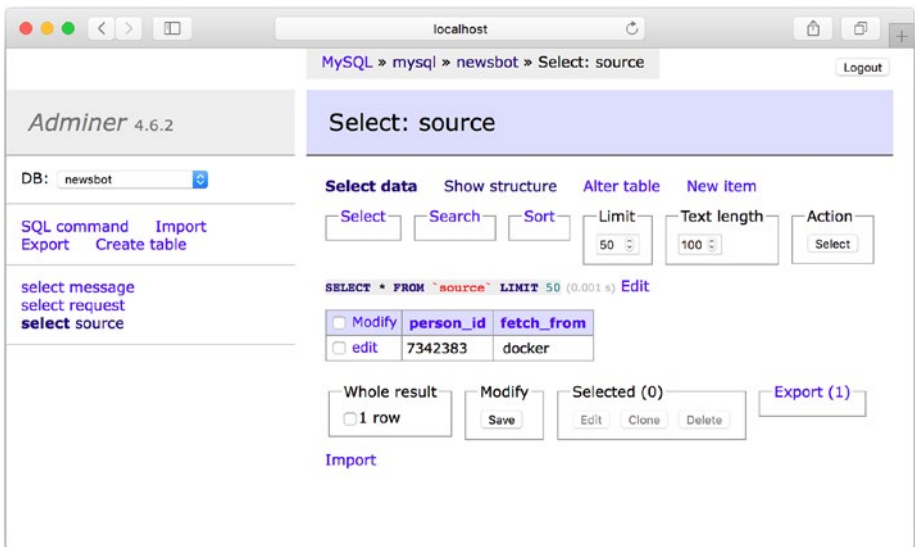 localhost
MySQL » mysql » newsbot » Select: source
Logout
Adminer 4.6.2
Select: source
DB: newsbot
Select data Show structure Alter table New item
SQL command Import
Export Create table
Select Search Sort Limit Text length Action
50 100 Select
select message
select request
select source
SELECT * FROM `source` LIMIT 50 (0.001 s) Edit
Modify person_id fetch_from
edit 7342383 docker
Whole result Modify Selected (0) Export (1)
1 row Save Edit Clone Delete
Import